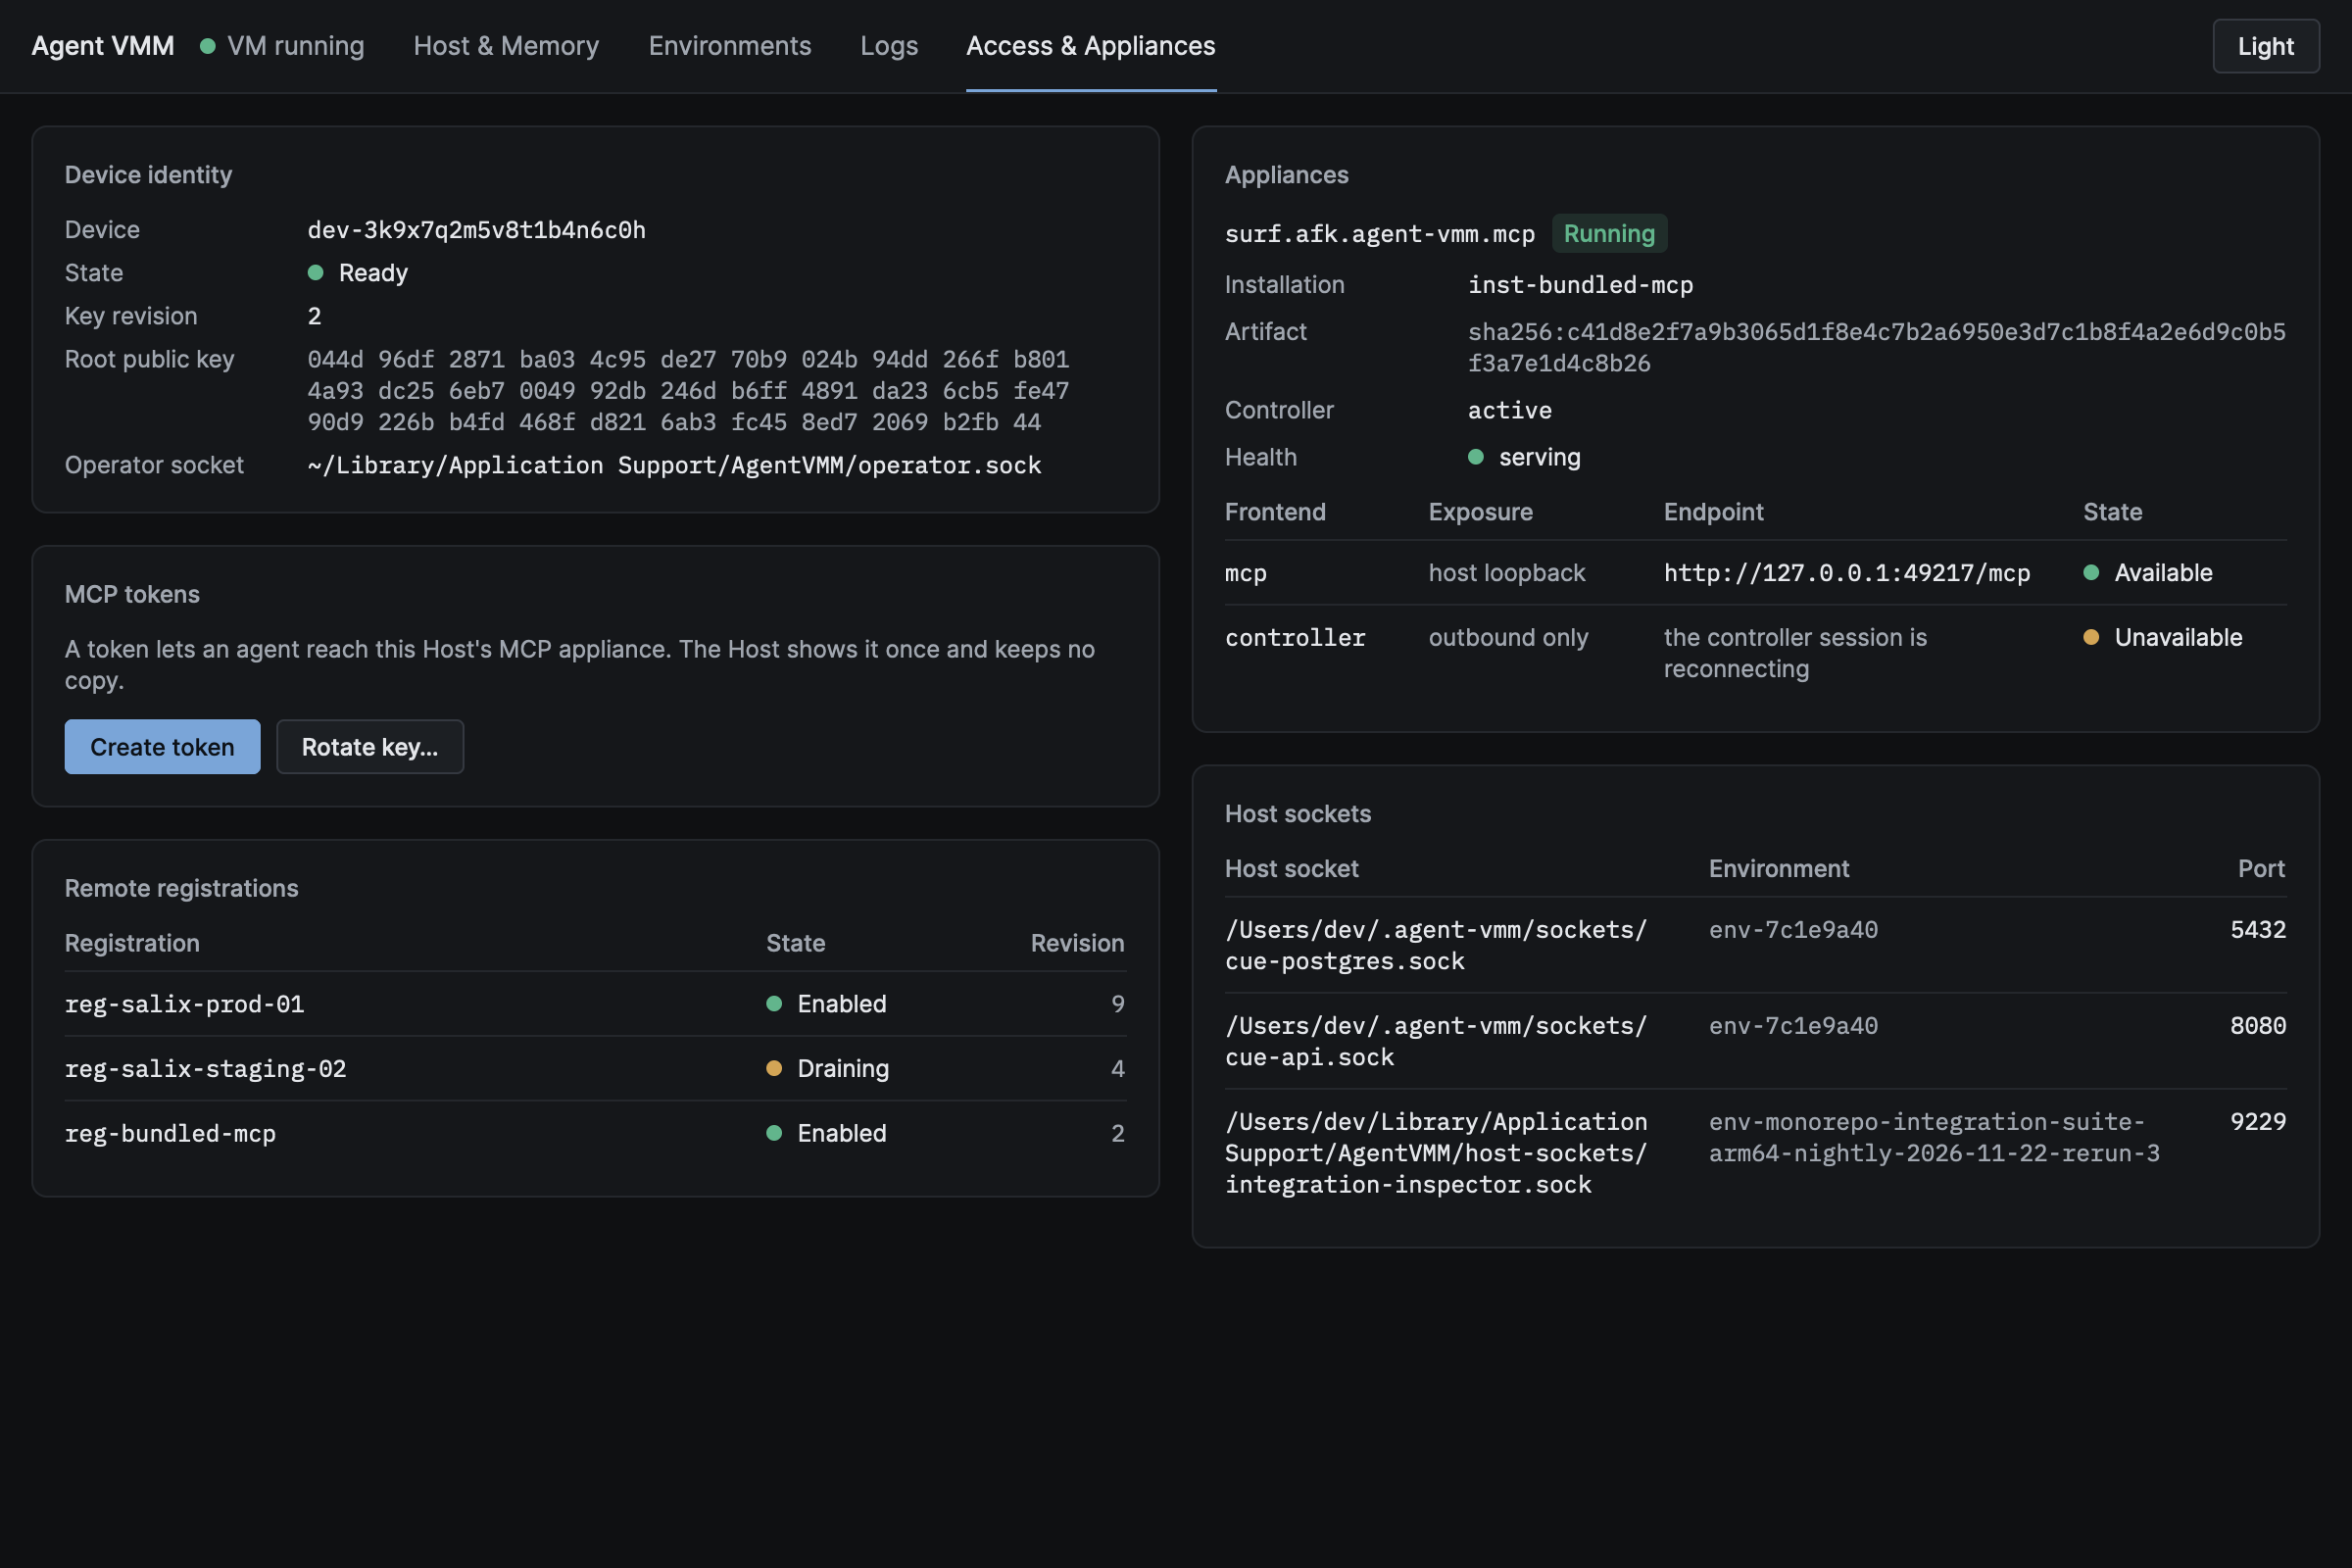 Agent VMM VM running Host & Memory Environments Logs Access & Appliances Light
Device identity
Device dev-3k9x7q2m5v8t1b4n6c0h
State Ready
Key revision 2
Root public key 044d 96df 2871 ba03 4c95 de27 70b9 024b 94dd 266f b801
4a93 dc25 6eb7 0049 92db 246d b6ff 4891 da23 6cb5 fe47
90d9 226b b4fd 468f d821 6ab3 fc45 8ed7 2069 b2fb 44
Operator socket ~/Library/Application Support/AgentVMM/operator.sock
MCP tokens
A token lets an agent reach this Host's MCP appliance. The Host shows it once and keeps no
copy.
Create token Rotate key...
Remote registrations
Registration State Revision
reg-salix-prod-01 Enabled 9
reg-salix-staging-02 Draining 4
reg-bundled-mcp Enabled 2
Appliances
surf.afk.agent-vmm.mcp Running
Installation inst-bundled-mcp
Artifact sha256:c41d8e2f7a9b3065d1f8e4c7b2a6950e3d7c1b8f4a2e6d9c0b5
f3a7e1d4c8b26
Controller active
Health serving
Frontend Exposure Endpoint State
mcp host loopback http://127.0.0.1:49217/mcp Available
controller outbound only the controller session is Unavailable
reconnecting
Host sockets
Host socket Environment Port
/Users/dev/.agent-vmm/sockets/ env-7c1e9a40 5432
cue-postgres.sock
/Users/dev/.agent-vmm/sockets/ env-7c1e9a40 8080
cue-api.sock
/Users/dev/Library/Application env-monorepo-integration-suite- 9229
Support/AgentVMM/host-sockets/ arm64-nightly-2026-11-22-rerun-3
integration-inspector.sock